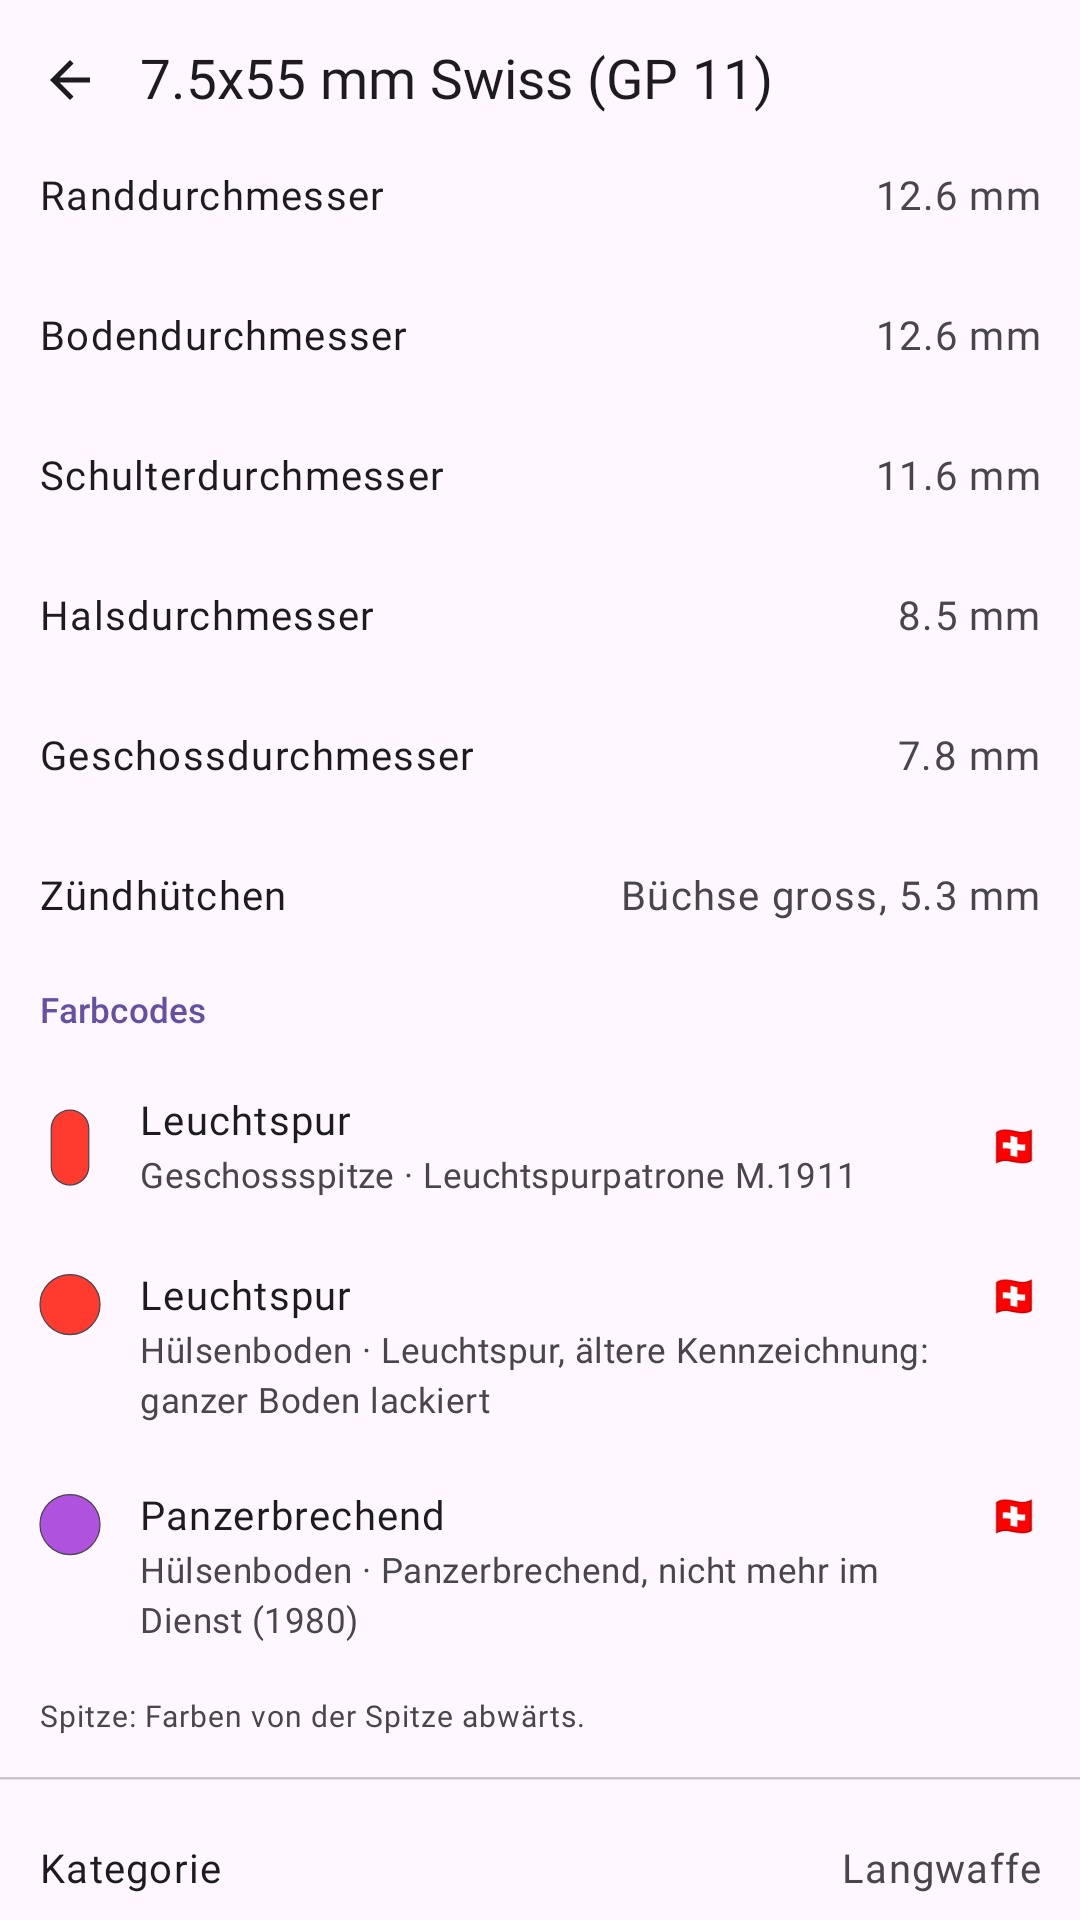 7.5x55 mm Swiss (GP 11)
Randdurchmesser 12.6 mm
Bodendurchmesser 12.6 mm
Schulterdurchmesser 11.6 mm
Halsdurchmesser 8.5 mm
Geschossdurchmesser 7.8 mm
Zündhütchen Büchse gross, 5.3 mm
Farbcodes
Leuchtspur
Geschossspitze · Leuchtspurpatrone M.1911
Leuchtspur
Hülsenboden · Leuchtspur, ältere Kennzeichnung:
ganzer Boden lackiert
Panzerbrechend
Hülsenboden · Panzerbrechend, nicht mehr im
Dienst (1980)
Spitze: Farben von der Spitze abwärts.
Kategorie Langwaffe